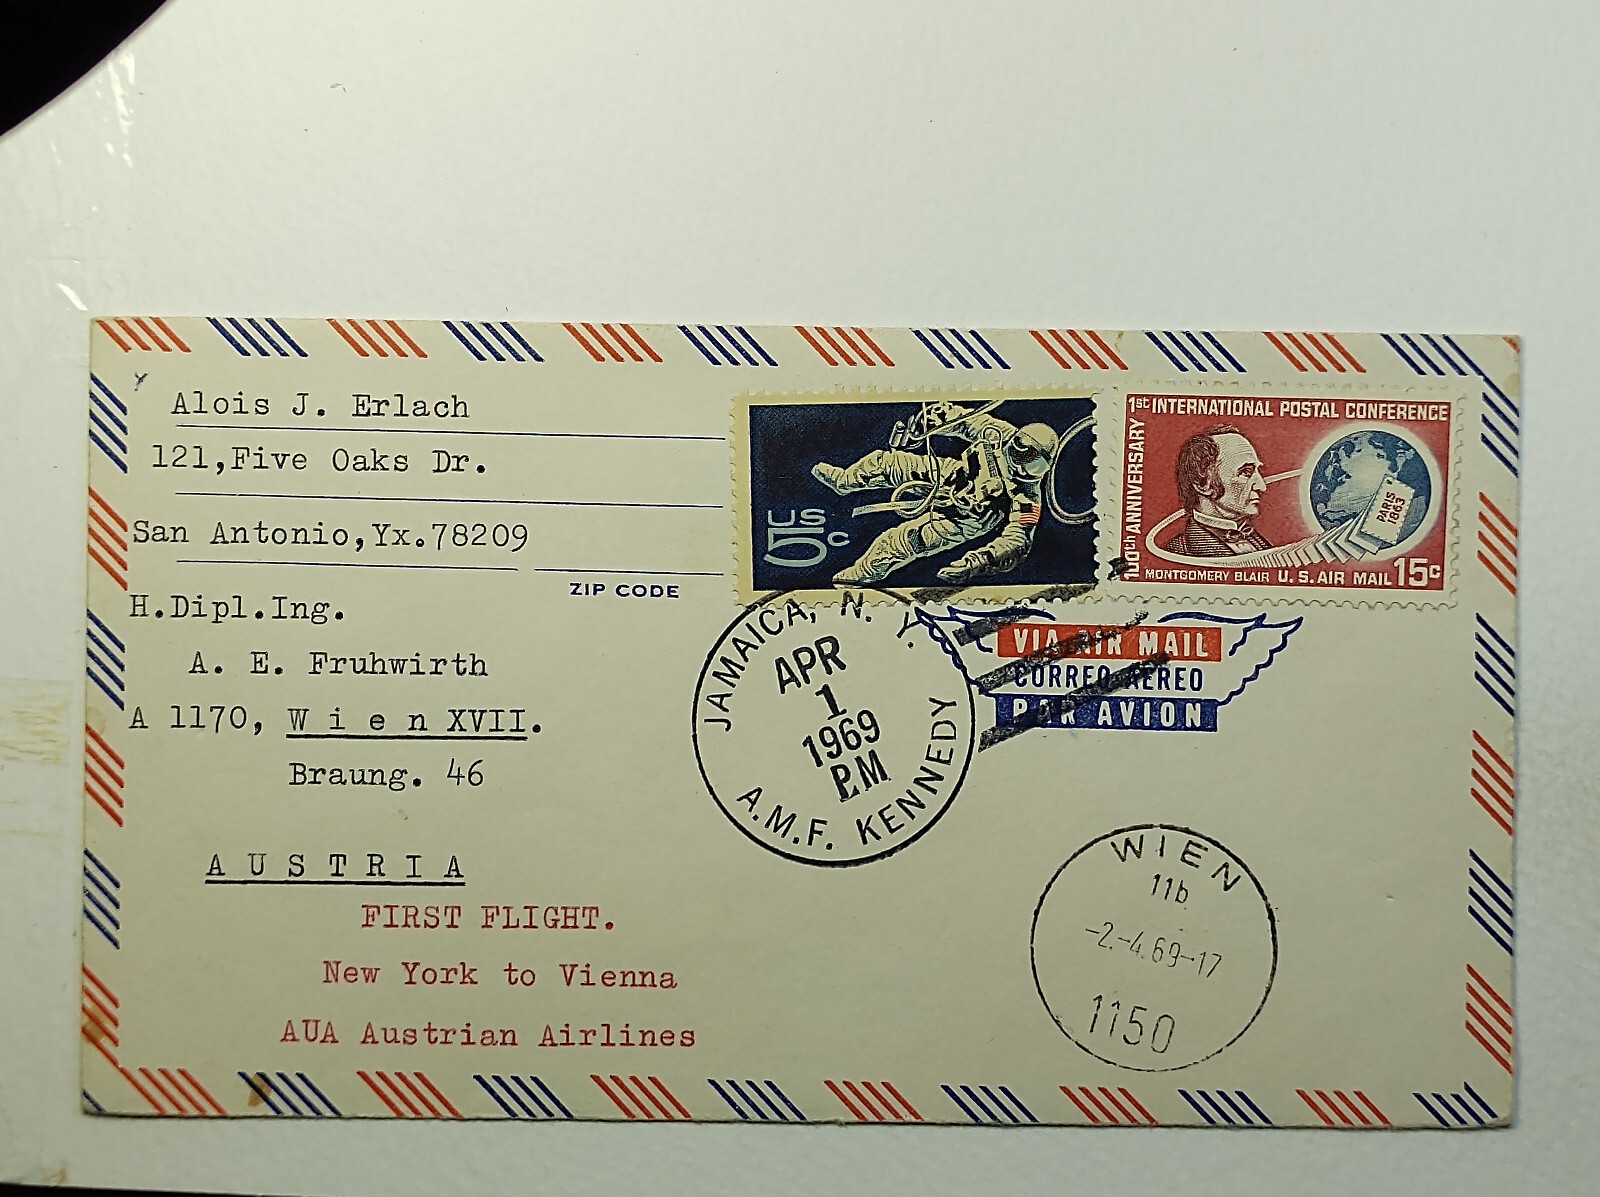 Alois J. Erlach
121,Five Oaks Dr.
San Antonio,Yx.78209
ZIP CODE
H.Dipl.Ing.
A. E. Fruhwirth
A 1170, W i e n XVII.
Braung. 46
A U S T R I A
FIRST FLIGHT.
New York to Vienna
AUA Austrian Airlines
US
5c
100th ANNIVERSARY
1st INTERNATIONAL POSTAL CONFERENCE
PARIS
1863
MONTGOMERY BLAIR U.S. AIR MAIL 15c
VIA AIR MAIL
CORREO AEREO
PAR AVION
JAMAICA, N. Y.
APR
1
1969
P.M
A.M.F. KENNEDY
WIEN
11b
-2.-4.69-17
1150